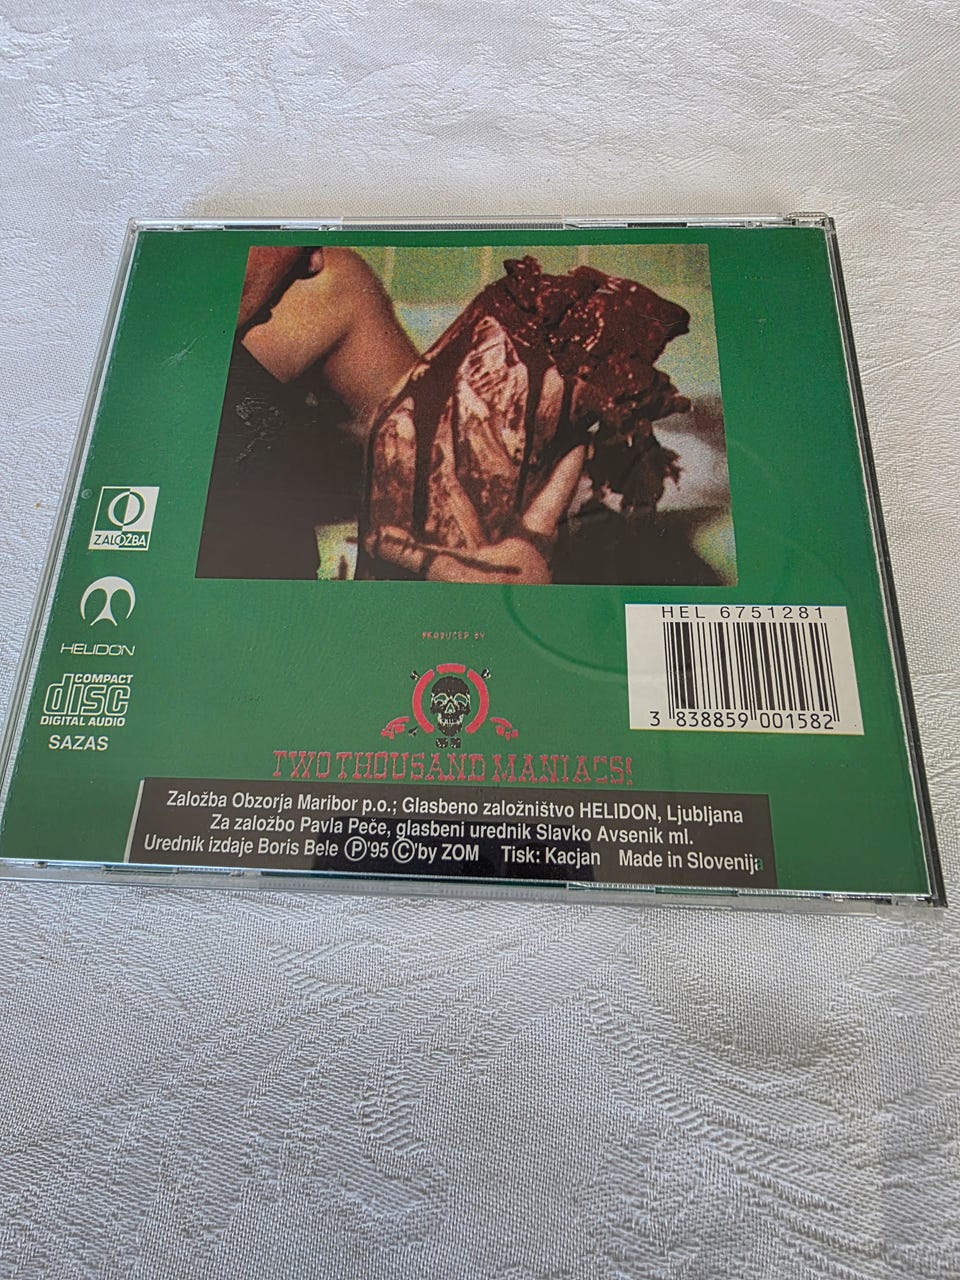 ZALOŽBA
HELIDON
COMPACT
disc
DIGITAL AUDIO
SAZAS
HEL 6751281
3 838859 001582
PRODUCED BY
TWO THOUSAND MANIACS!
Založba Obzorja Maribor p.o.; Glasbeno založništvo HELIDON, Ljubljana
Za založbo Pavla Peče, glasbeni urednik Slavko Avsenik ml.
Urednik izdaje Boris Bele Ⓟ'95 Ⓒ'by ZOM Tisk: Kacjan Made in Slovenija